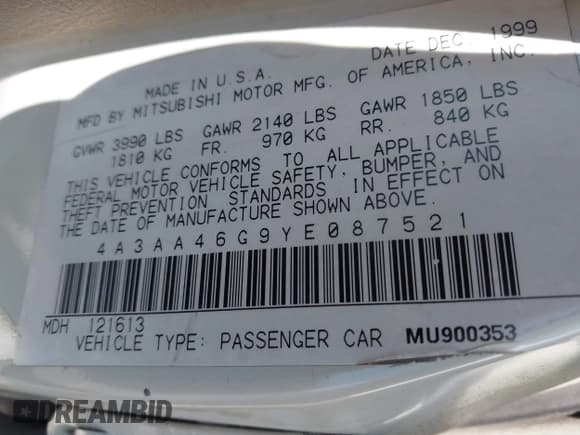 MADE IN U.S.A. DATE DEC 1999
MFD BY MITSUBISHI MOTOR MFG. OF AMERICA, INC.
GVWR 3990 LBS GAWR 2140 LBS GAWR 1850 LBS
1810 KG FR. 970 KG RR. 840 KG
THIS VEHICLE CONFORMS TO ALL APPLICABLE
FEDERAL MOTOR VEHICLE SAFETY, BUMPER, AND
THEFT PREVENTION STANDARDS IN EFFECT ON
THE DATE OF MANUFACTURE SHOWN ABOVE.
4A3AA46G9YE087521
MDH 121613
VEHICLE TYPE: PASSENGER CAR MU900353
DREAMBID